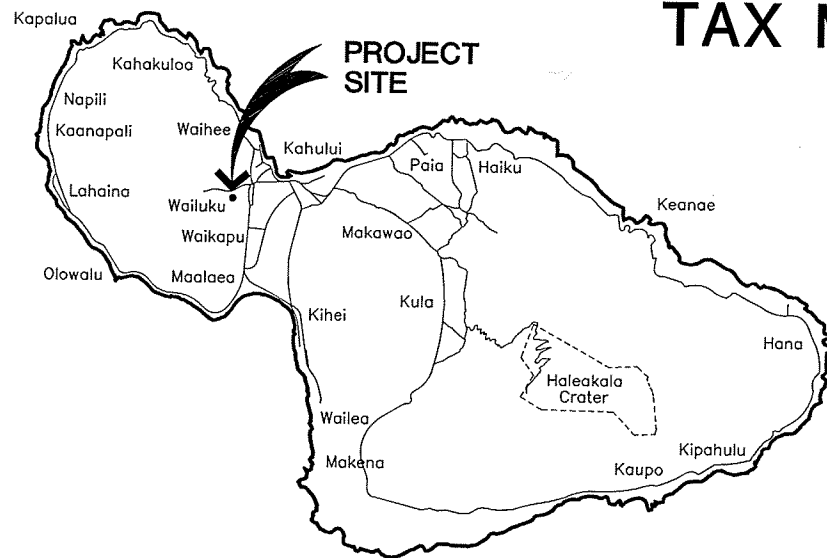 TAX
Kapalua
Kahakuloa
PROJECT
SITE
Napili
Kaanapali
Waihee
Kahului
Paia
Haiku
Lahaina
Wailuku
Keanae
Waikapu
Makawao
Olowalu
Maalaea
Kihei
Kula
Hana
Haleakala
Crater
Wailea
Makena
Kipahulu
Kaupo